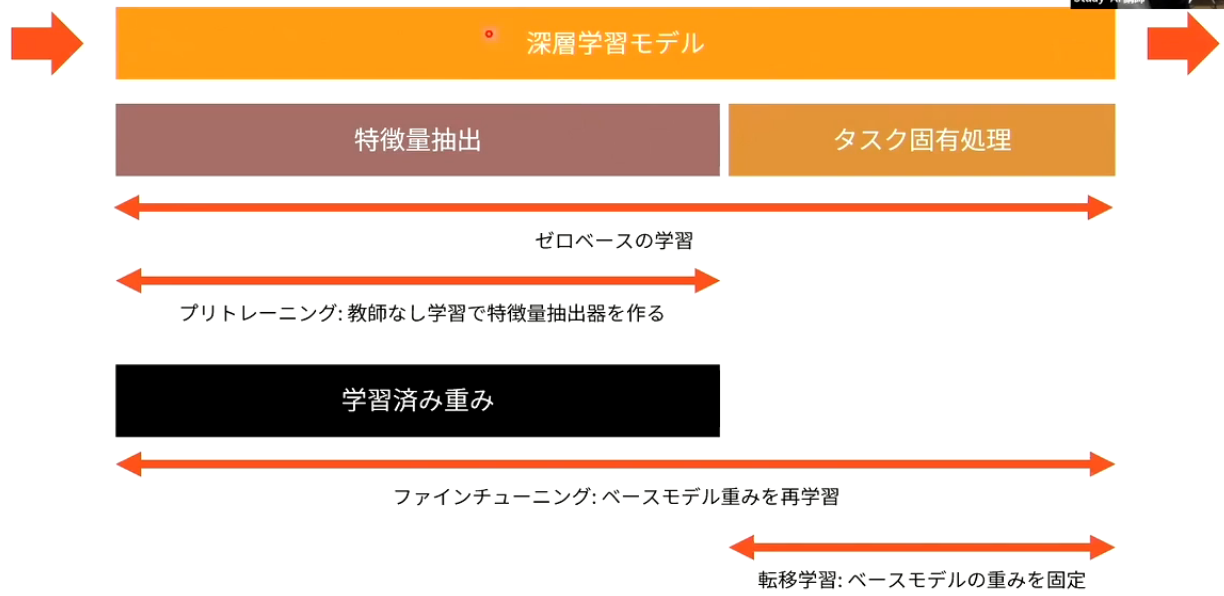 深層学習モデル
特徴量抽出
タスク固有処理
ゼロベースの学習
プリトレーニング: 教師なし学習で特徴量抽出器を作る
学習済み重み
ファインチューニング: ベースモデル重みを再学習
転移学習: ベースモデルの重みを固定